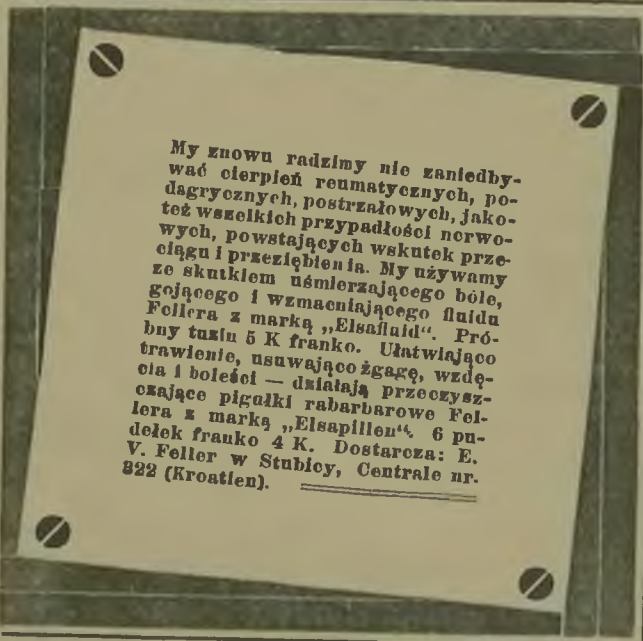 My znowu radzimy nie zaniedby-
wać cierpień reumatycznych, po-
dagrycznych, postrzałowych, jako-
też wszelkich przypadłości nerwo-
wych, powstających wskutek prze-
ciągu i przeziębienia. My używamy
ze skutkiem uśmierzającego bóle,
gojącego i wzmacniającego fluidu
Fellera z marką „Elsafluid“. Pró-
bny tuzin 5 K franko. Ułatwiająco
trawienie, usuwająco żgagę, wzdę-
cia i boleści — działają przeczysz-
czające pigułki rabarbarowe Fel-
lera z marką „Elsapillen“. 6 pu-
dełek franko 4 K. Dostarcza: E.
V. Feller w Stubicy, Centrale nr.
322 (Kroatien).